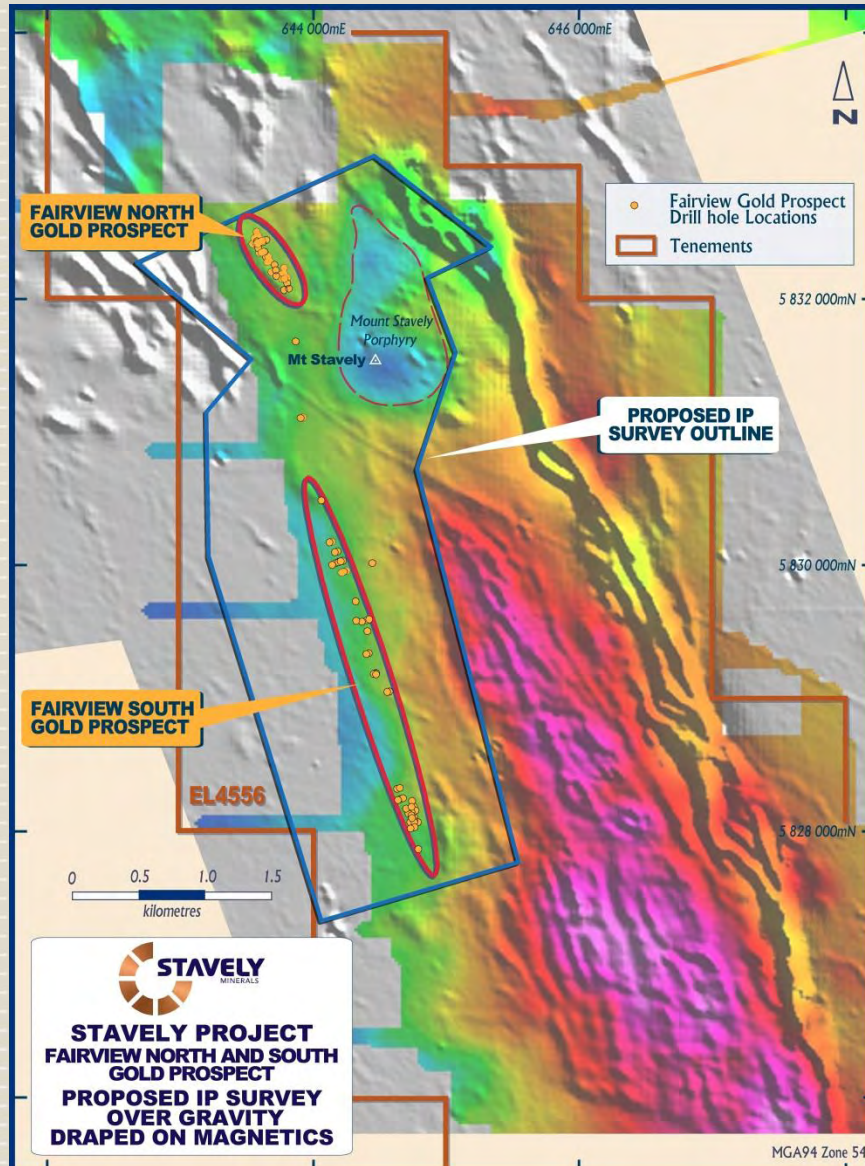 644 000mE
646 000mE
N
FAIRVIEW NORTH
GOLD PROSPECT
Fairview Gold Prospect
Drill hole Locations
Tenements
5 832 000mN
Mount Stavely
Porphyry
Mt Stavely
PROPOSED IP
SURVEY OUTLINE
5 830 000mN
FAIRVIEW SOUTH
GOLD PROSPECT
EL4556
5 828 000mN
0 0.5 1.0 1.5
kilometres
STAVELY
MINERALS
STAVELY PROJECT
FAIRVIEW NORTH AND SOUTH
GOLD PROSPECT
PROPOSED IP SURVEY
OVER GRAVITY
DRAPED ON MAGNETICS
MGA94 Zone